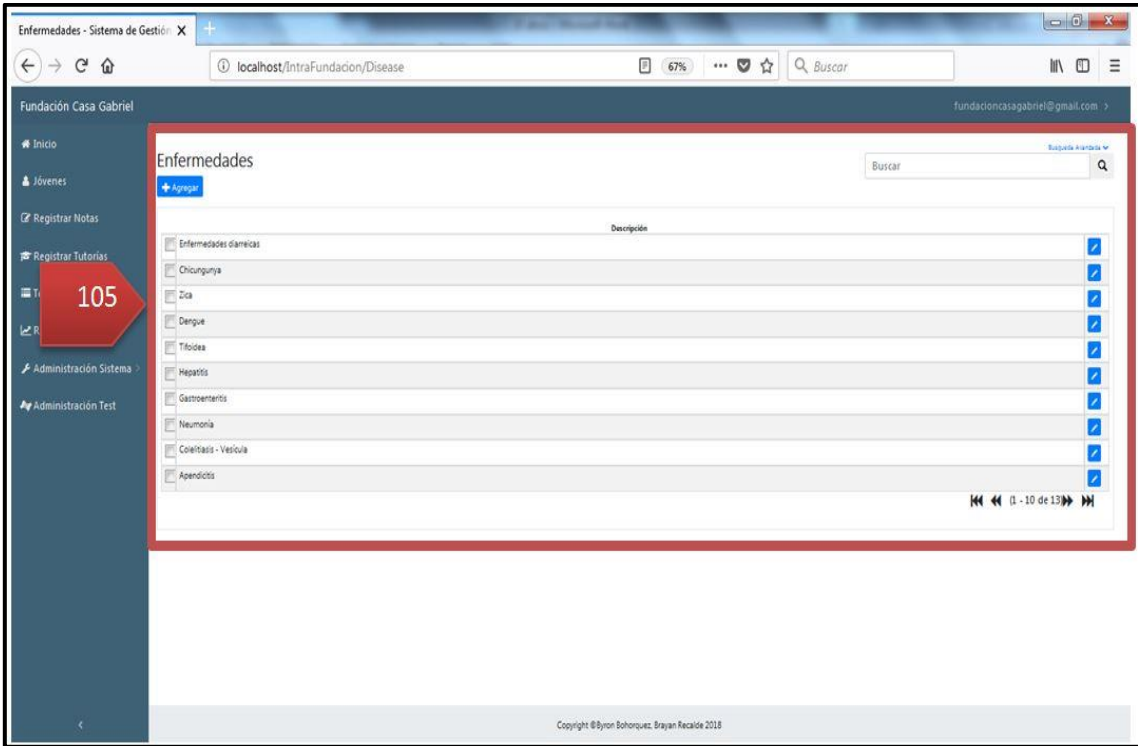 Enfermedades - Sistema de Gestión
localhost/IntraFundacion/Disease
67%
Buscar
Fundación Casa Gabriel
fundacioncasagabriel@gmail.com
Inicio
Jóvenes
Registrar Notas
Registrar Tutorias
105
Administración Sistema
Administración Test
Busqueda Avanzada
Enfermedades
Buscar
Agregar
Descripción
Enfermedades diarreicas
Chicungunya
Zica
Dengue
Tifoidea
Hepatitis
Gastroenteritis
Neumonía
Colelitiasis - Vesícula
Apendicitis
(1 - 10 de 13)
Copyright ©Byron Bohorquez, Brayan Recalde 2018